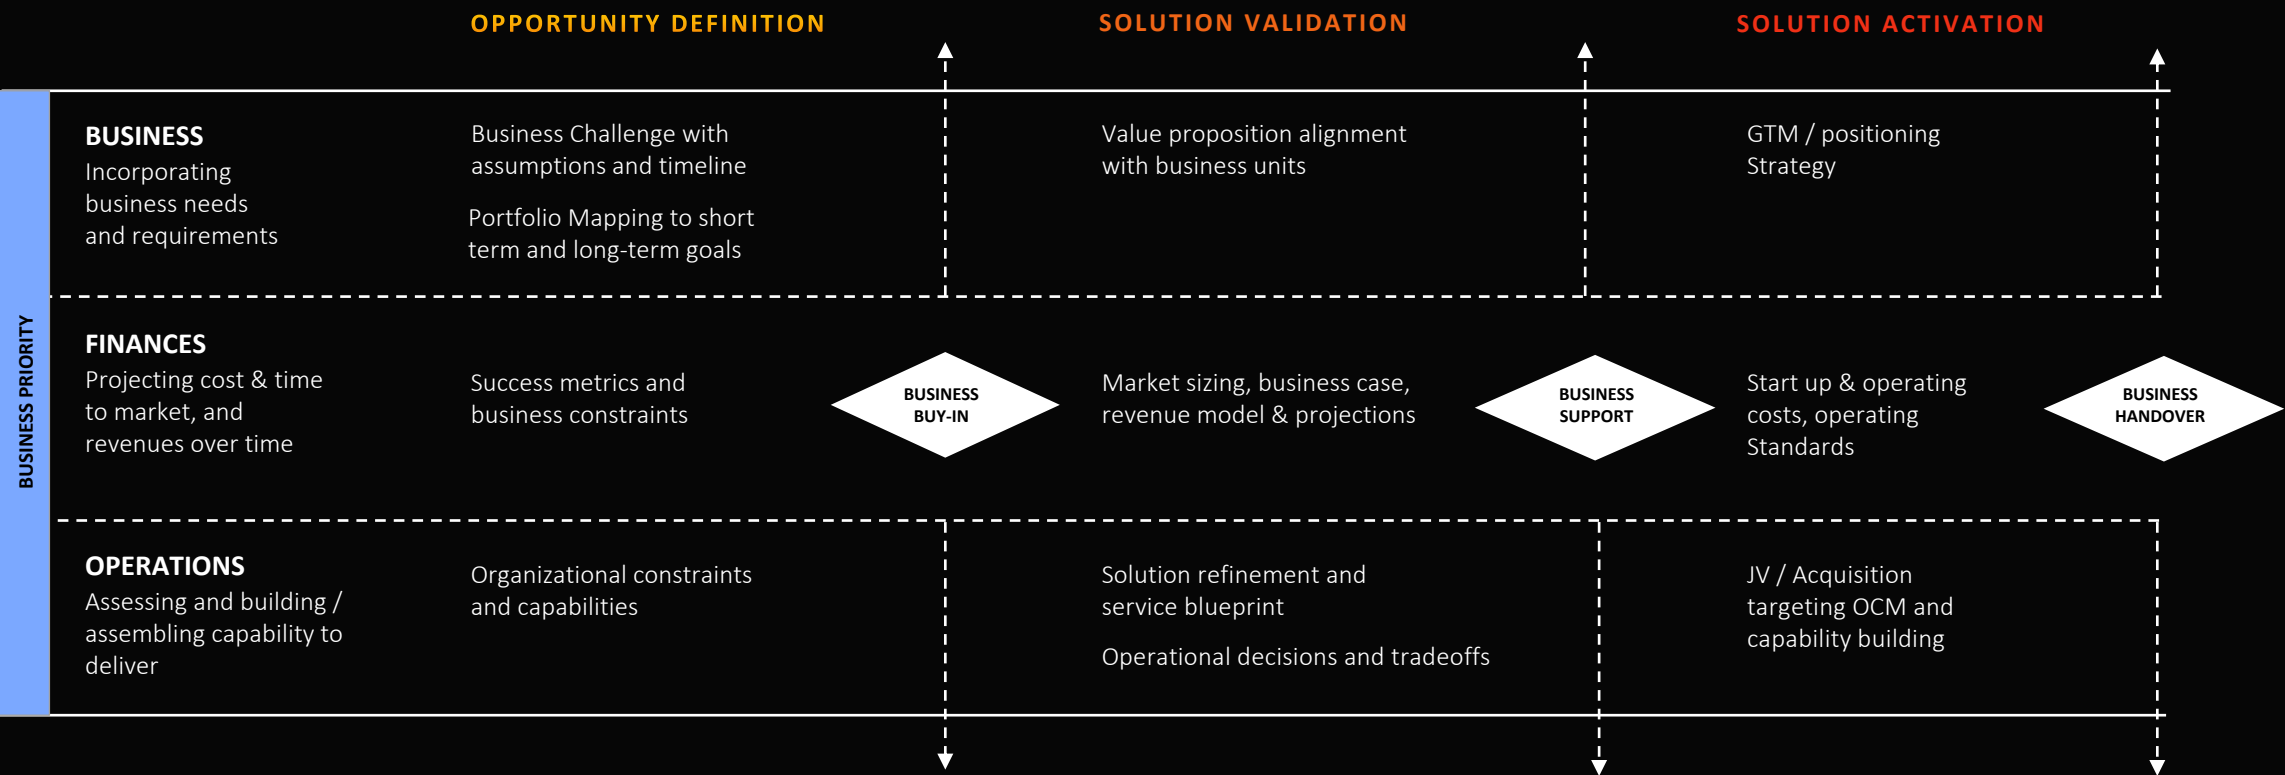 OPPORTUNITY DEFINITION
SOLUTION VALIDATION
SOLUTION ACTIVATION
BUSINESS PRIORITY
BUSINESS
Incorporating
business needs
and requirements
Business Challenge with
assumptions and timeline
Portfolio Mapping to short
term and long-term goals
Value proposition alignment
with business units
GTM / positioning
Strategy
FINANCES
Projecting cost & time
to market, and
revenues over time
Success metrics and
business constraints
BUSINESS
BUY-IN
Market sizing, business case,
revenue model & projections
BUSINESS
SUPPORT
Start up & operating
costs, operating
Standards
BUSINESS
HANDOVER
OPERATIONS
Assessing and building /
assembling capability to
deliver
Organizational constraints
and capabilities
Solution refinement and
service blueprint
Operational decisions and tradeoffs
JV / Acquisition
targeting OCM and
capability building